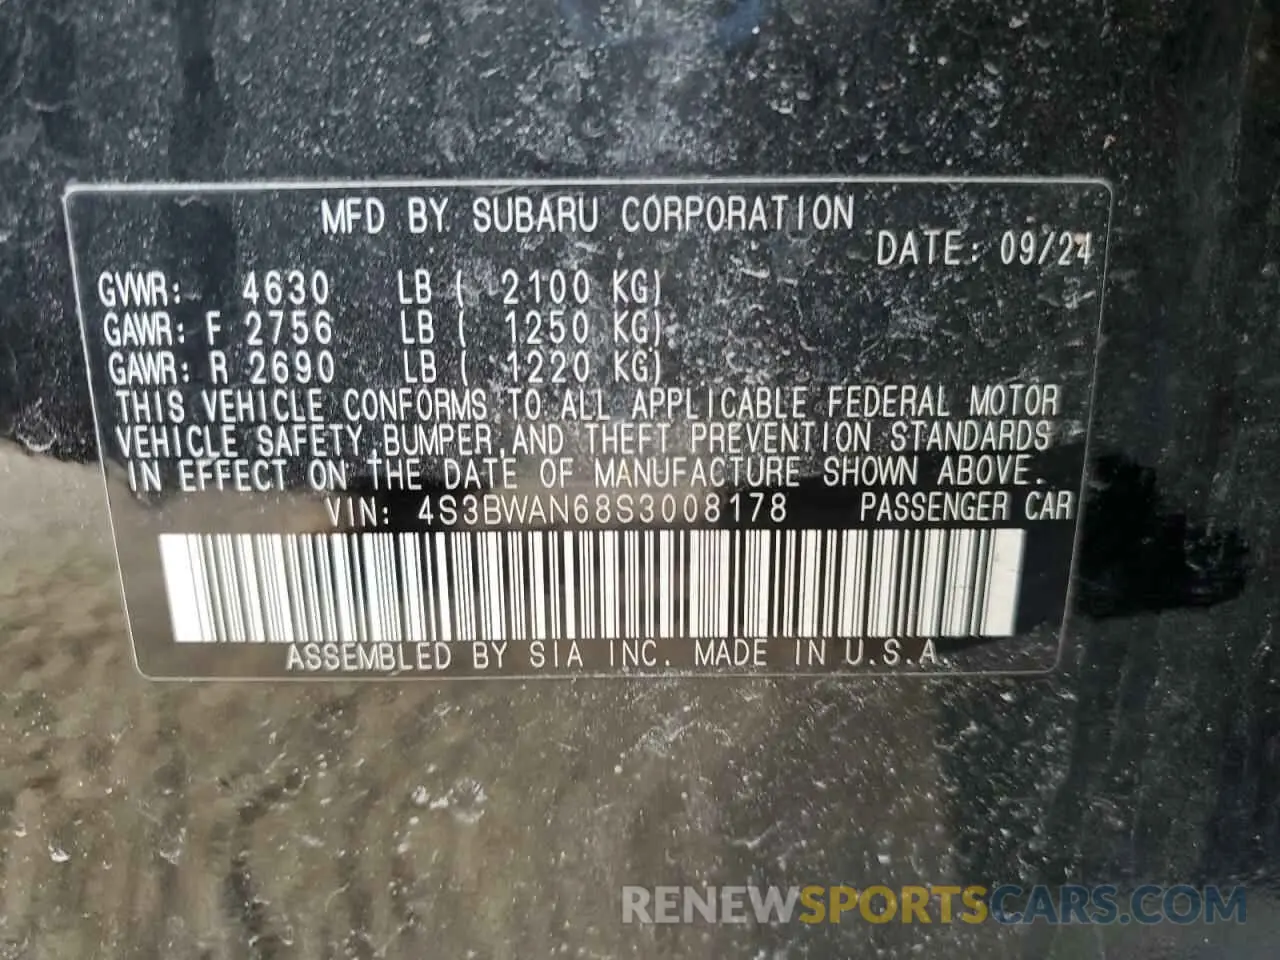 MFD BY SUBARU CORPORATION
DATE: 09/24
GVWR: 4630 LB ( 2100 KG)
GAWR: F 2756 LB ( 1250 KG)
GAWR: R 2690 LB ( 1220 KG)
THIS VEHICLE CONFORMS TO ALL APPLICABLE FEDERAL MOTOR
VEHICLE SAFETY, BUMPER, AND THEFT PREVENTION STANDARDS
IN EFFECT ON THE DATE OF MANUFACTURE SHOWN ABOVE.
VIN: 4S3BWAN68S3008178 PASSENGER CAR
ASSEMBLED BY SIA INC. MADE IN U.S.A.
RENEWSPORTSCARS.COM